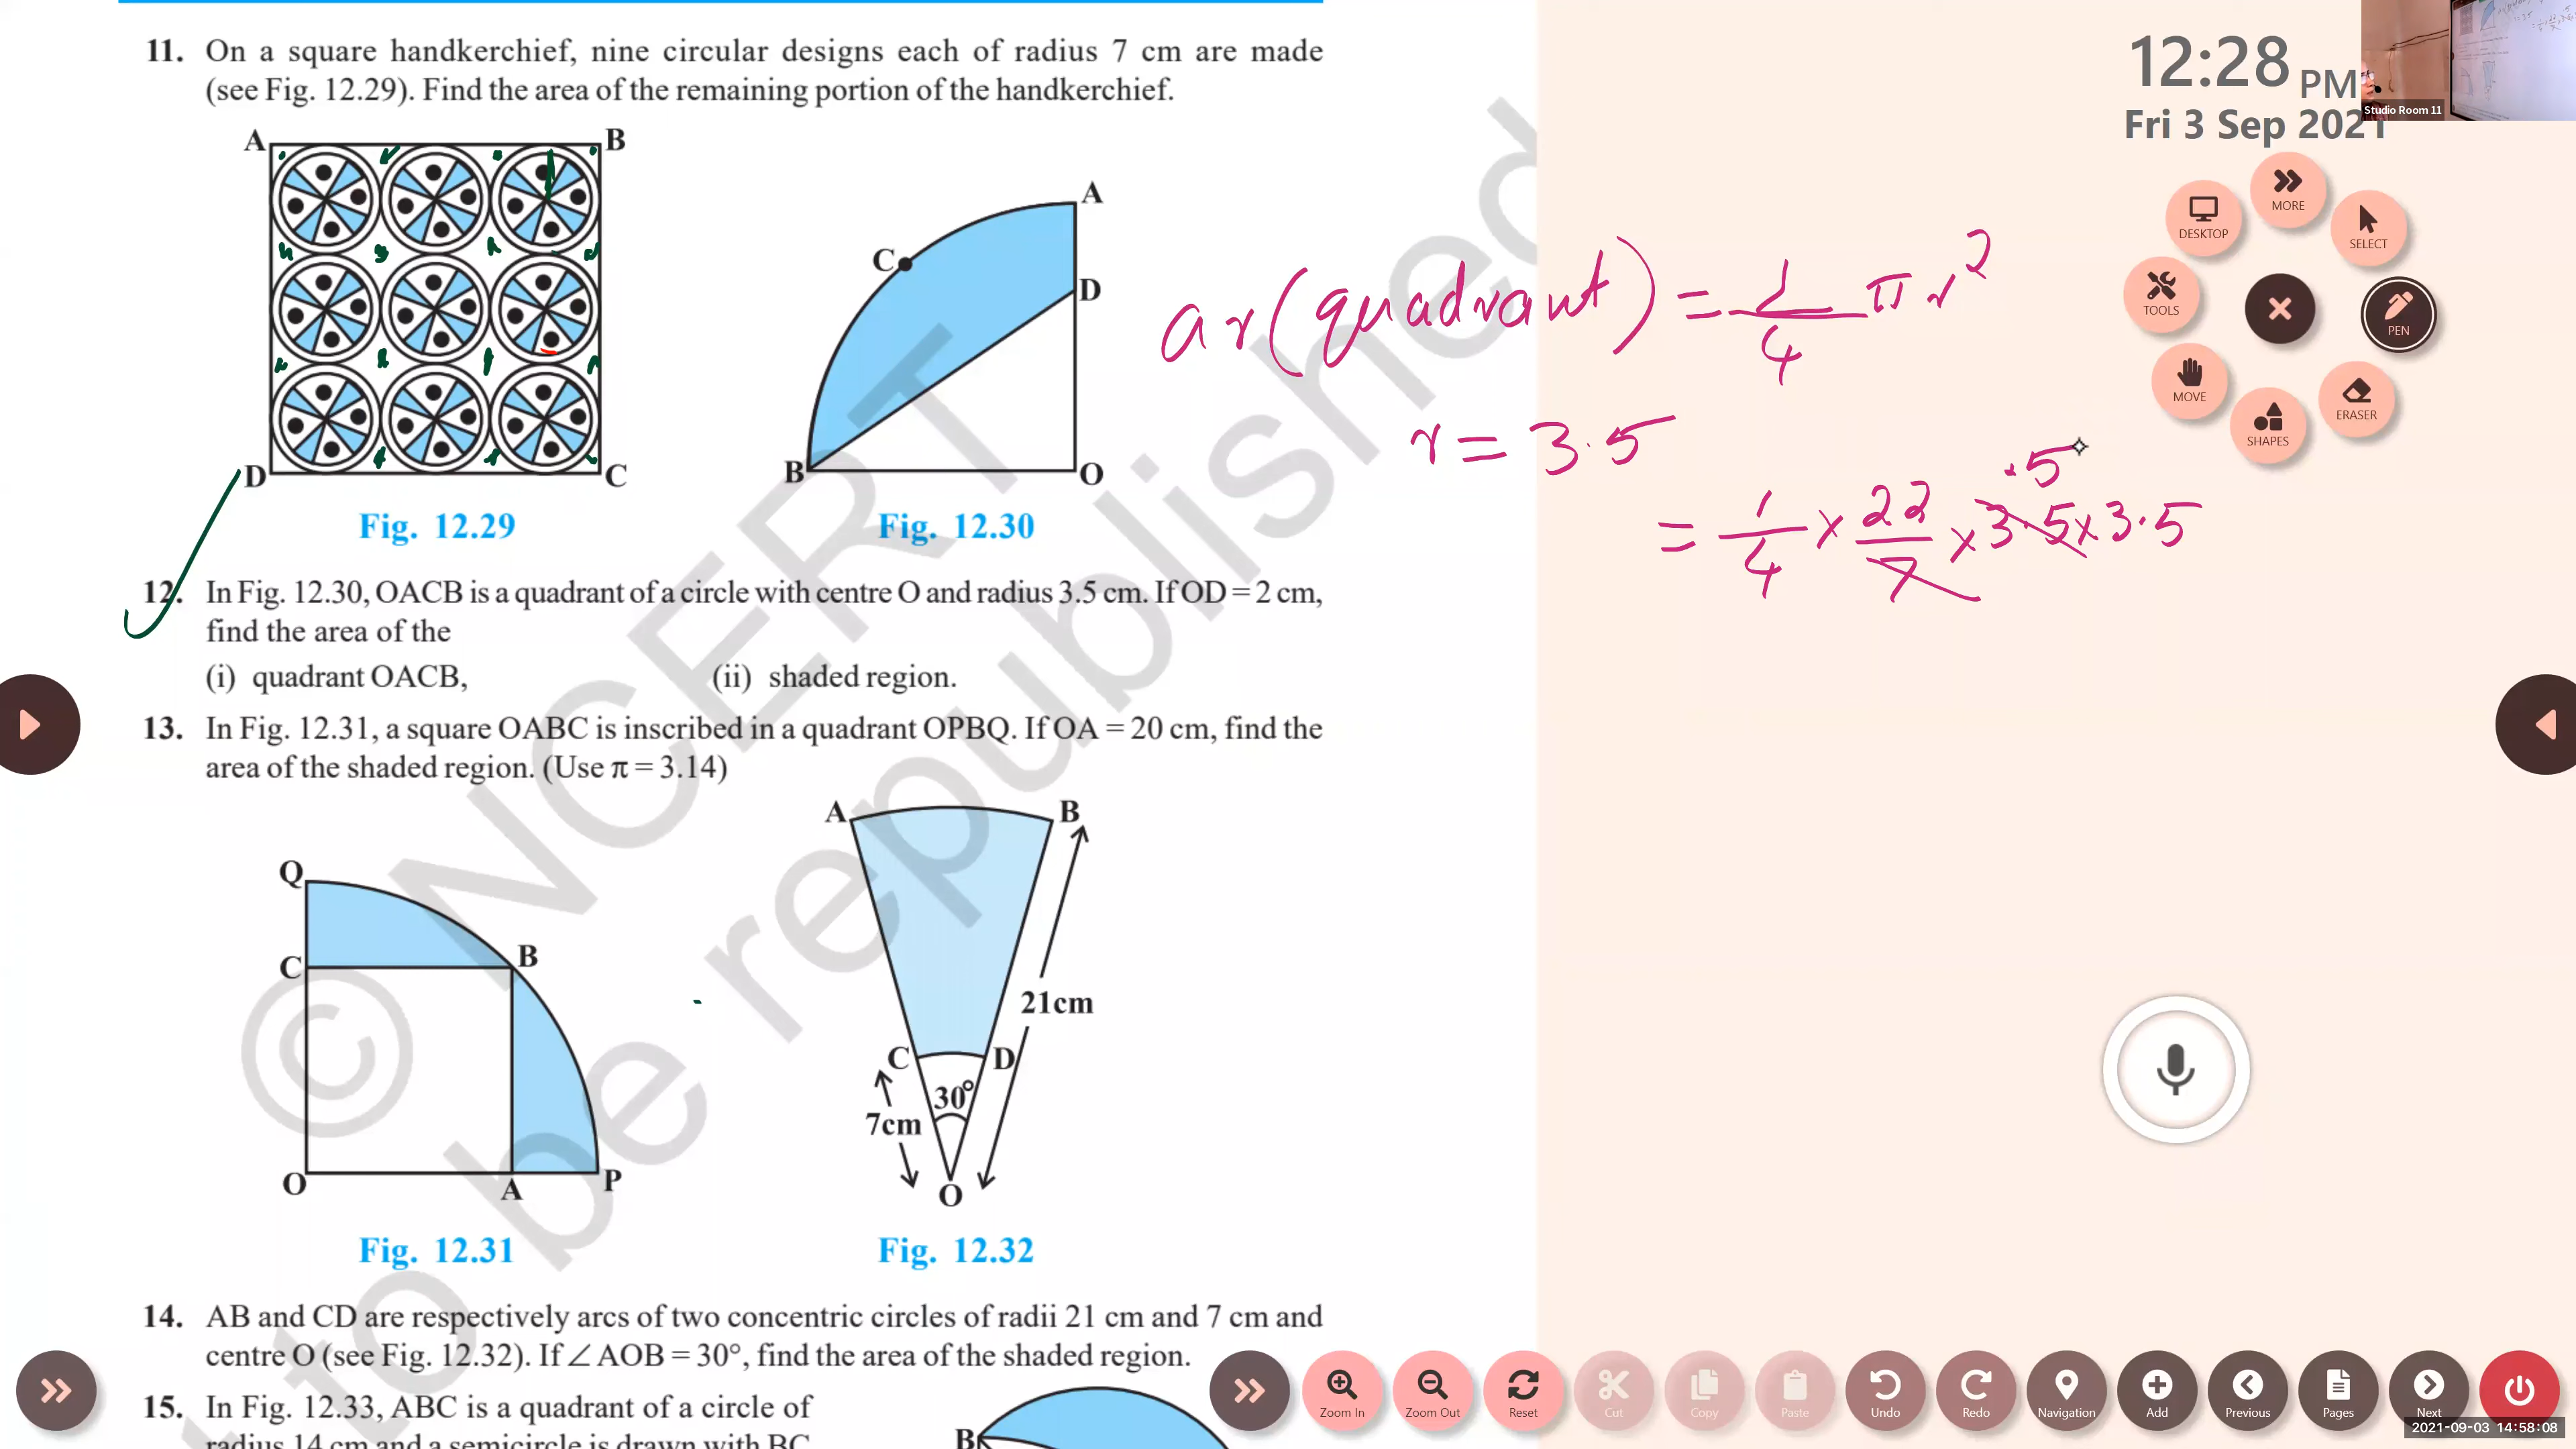 11. On a square handkerchief, nine circular designs each of radius 7 cm are made
(see Fig. 12.29). Find the area of the remaining portion of the handkerchief.
A
B
D
C
Fig. 12.29
A
C
D
B
O
Fig. 12.30
12. In Fig. 12.30, OACB is a quadrant of a circle with centre O and radius 3.5 cm. If OD = 2 cm,
find the area of the
(i) quadrant OACB,
(ii) shaded region.
13. In Fig. 12.31, a square OABC is inscribed in a quadrant OPBQ. If OA = 20 cm, find the
area of the shaded region. (Use π = 3.14)
Q
C
B
O
A
P
Fig. 12.31
A
B
21cm
C
D
30°
7cm
O
Fig. 12.32
14. AB and CD are respectively arcs of two concentric circles of radii 21 cm and 7 cm and
centre O (see Fig. 12.32). If ∠ AOB = 30°, find the area of the shaded region.
15. In Fig. 12.33, ABC is a quadrant of a circle of
radius 14 cm and a semicircle is drawn with BC
B
© NCERT
to be republished
ar(quadrant) = 1/4 π r²
r = 3.5
.5
= 1/4 × 22/7 × 3.5 × 3.5
12:28 PM
Fri 3 Sep 2021
Studio Room 11
MORE
DESKTOP
SELECT
TOOLS
PEN
MOVE
ERASER
SHAPES
Zoom In
Zoom Out
Reset
Cut
Copy
Paste
Undo
Redo
Navigation
Add
Previous
Pages
Next
2021-09-03 14:58:08